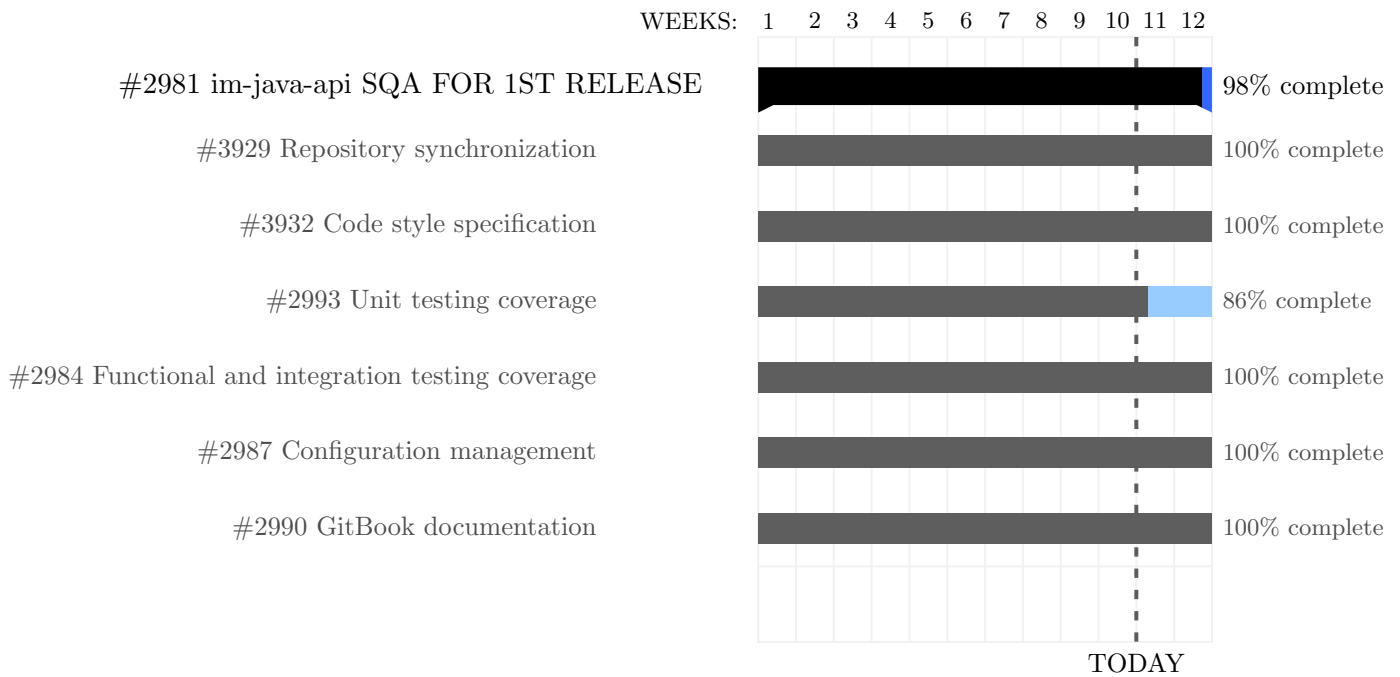 WEEKS: 1 2 3 4 5 6 7 8 9 10 11 12
#2981 im-java-api SQA FOR 1ST RELEASE 98% complete
#3929 Repository synchronization 100% complete
#3932 Code style specification 100% complete
#2993 Unit testing coverage 86% complete
#2984 Functional and integration testing coverage 100% complete
#2987 Configuration management 100% complete
#2990 GitBook documentation 100% complete
TODAY